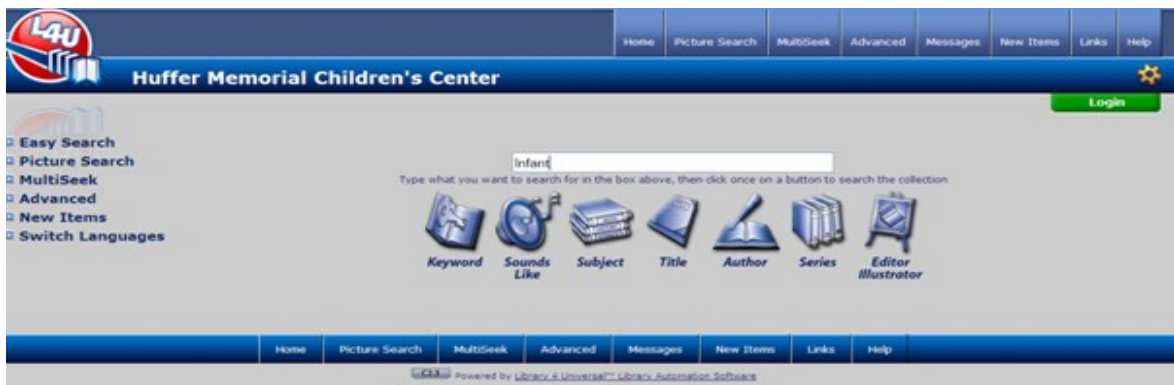 L4U
Home Picture Search MultiSeek Advanced Messages New Items Links Help
Huffer Memorial Children's Center
Login
Easy Search
Picture Search
MultiSeek
Advanced
New Items
Switch Languages
Infant
Type what you want to search for in the box above, then click once on a button to search the collection
Keyword Sounds Like Subject Title Author Series Editor Illustrator
Home Picture Search MultiSeek Advanced Messages New Items Links Help
Powered by Library 4 Universal™ Library Automation Software